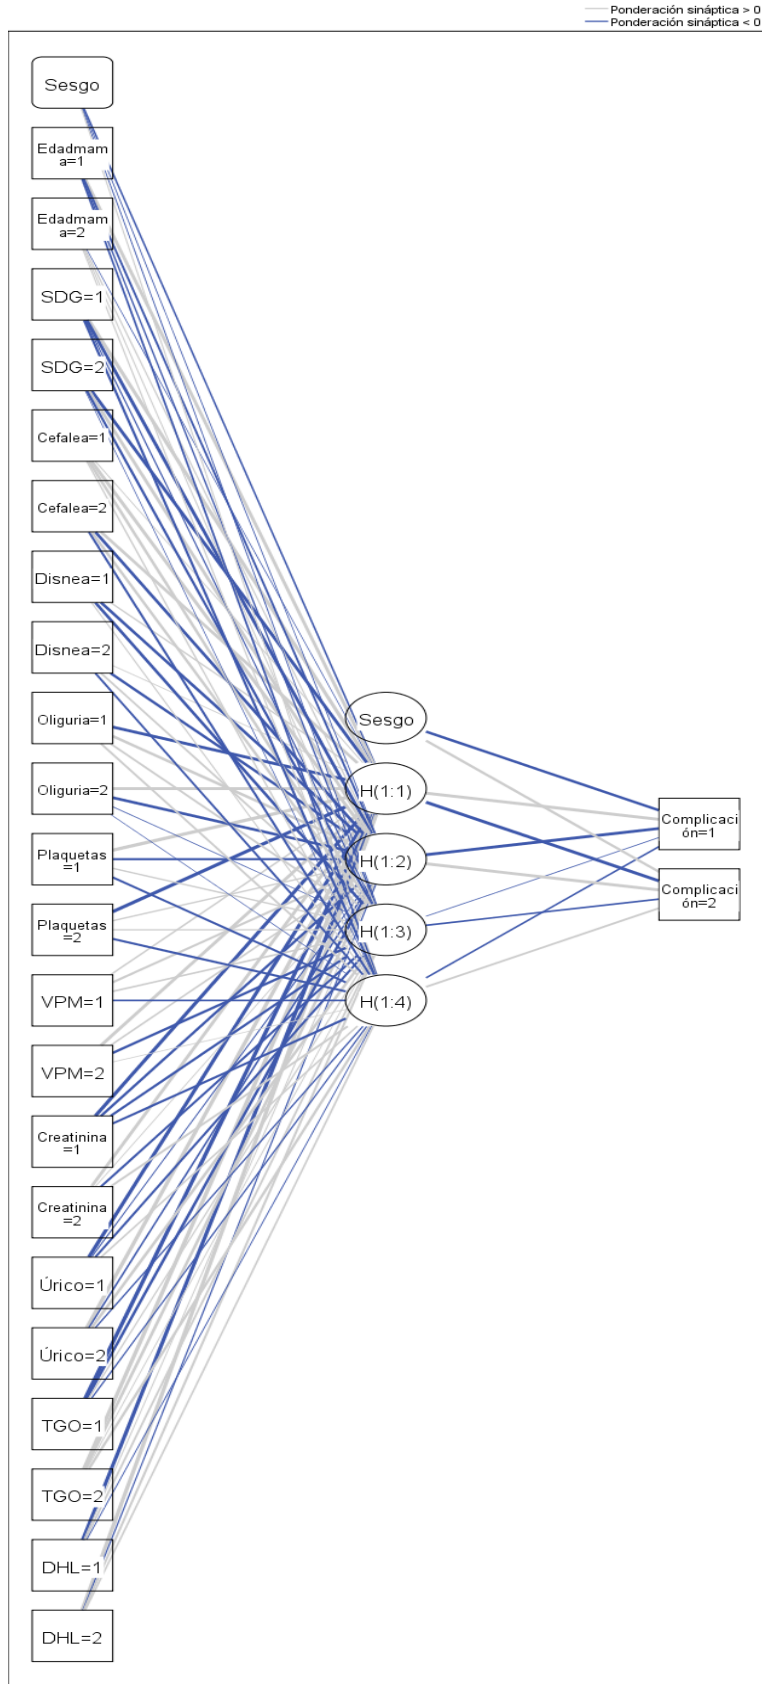 Ponderación sináptica > 0
Ponderación sináptica < 0
Sesgo
Edadmam
a=1
Edadmam
a=2
SDG=1
SDG=2
Cefalea=1
Cefalea=2
Disnea=1
Disnea=2
Oliguria=1
Oliguria=2
Plaquetas
=1
Plaquetas
=2
VPM=1
VPM=2
Creatinina
=1
Creatinina
=2
Úrico=1
Úrico=2
TGO=1
TGO=2
DHL=1
DHL=2
Sesgo
H(1:1)
H(1:2)
H(1:3)
H(1:4)
Complicaci
ón=1
Complicaci
ón=2